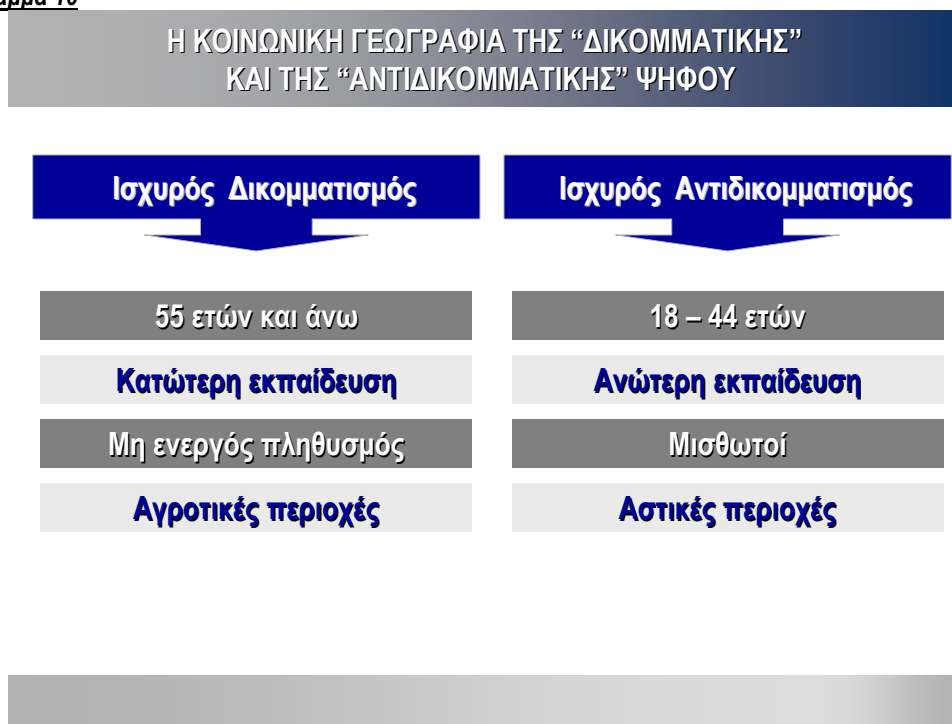 Η ΚΟΙΝΩΝΙΚΗ ΓΕΩΓΡΑΦΙΑ ΤΗΣ “ΔΙΚΟΜΜΑΤΙΚΗΣ”
ΚΑΙ ΤΗΣ “ΑΝΤΙΔΙΚΟΜΜΑΤΙΚΗΣ” ΨΗΦΟΥ
Ισχυρός Δικομματισμός
55 ετών και άνω
Κατώτερη εκπαίδευση
Μη ενεργός πληθυσμός
Αγροτικές περιοχές
Ισχυρός Αντιδικομματισμός
18 – 44 ετών
Ανώτερη εκπαίδευση
Μισθωτοί
Αστικές περιοχές